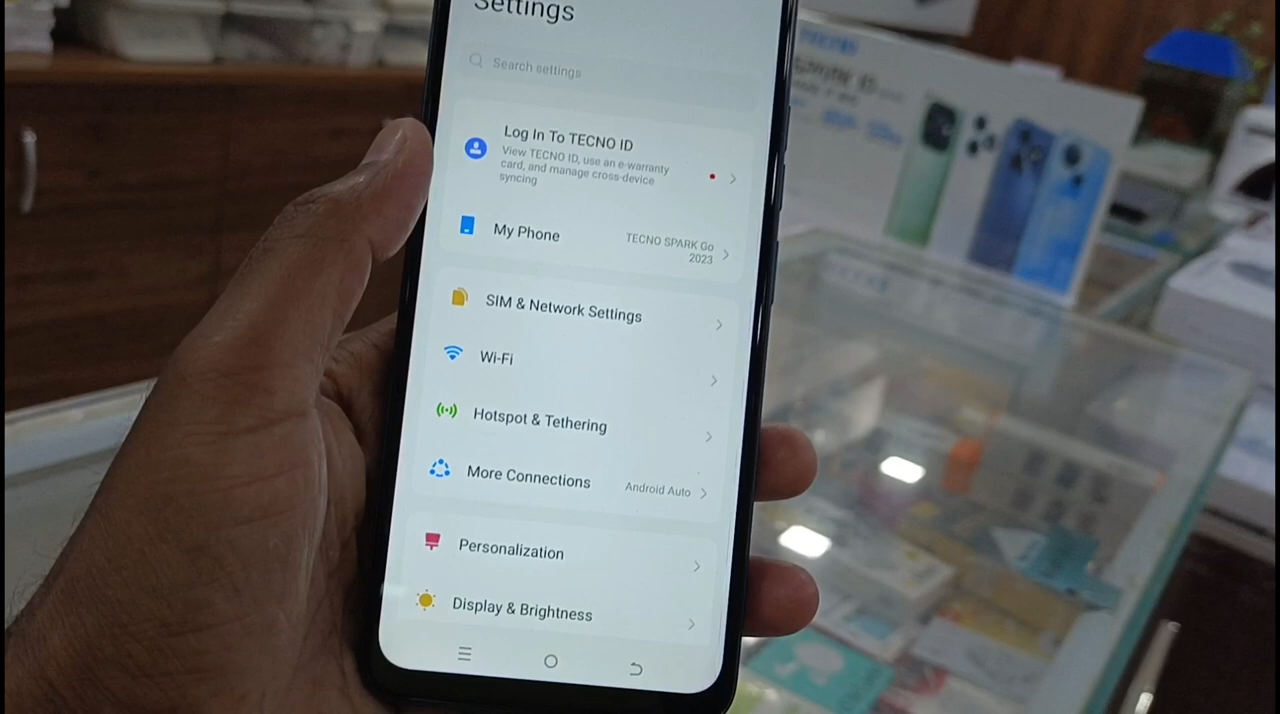 Settings
Search settings
Log In To TECNO ID
View TECNO ID, use an e-warranty
card, and manage cross-device
syncing
My Phone
TECNO SPARK Go
2023
SIM & Network Settings
Wi-Fi
Hotspot & Tethering
More Connections
Android Auto
Personalization
Display & Brightness
TECNO